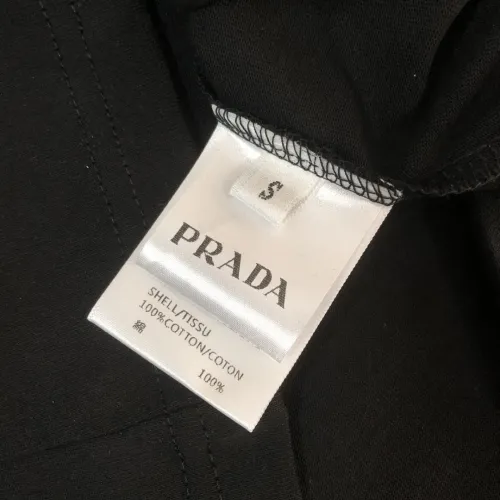 S
PRADA
SHELL/TISSU
100%COTTON/COTON
綿 100%